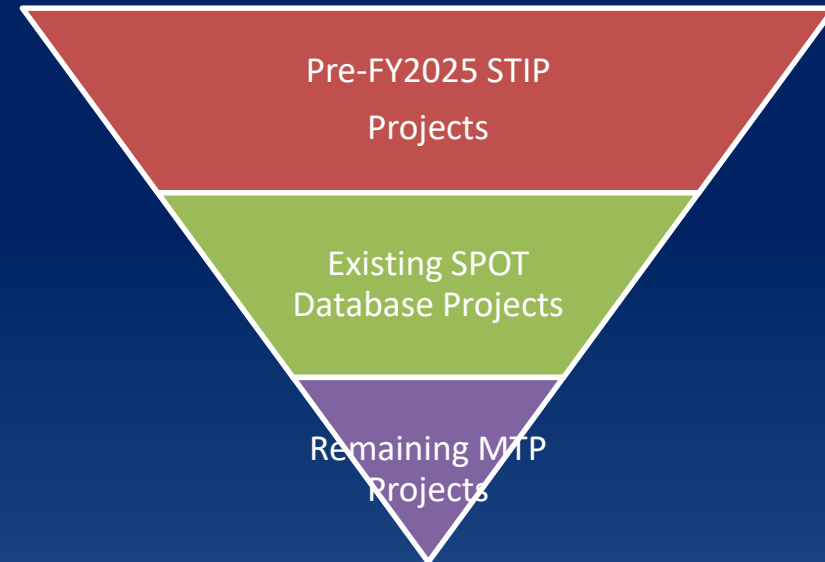 Pre-FY2025 STIP
Projects
Existing SPOT
Database Projects
Remaining MTP
Projects